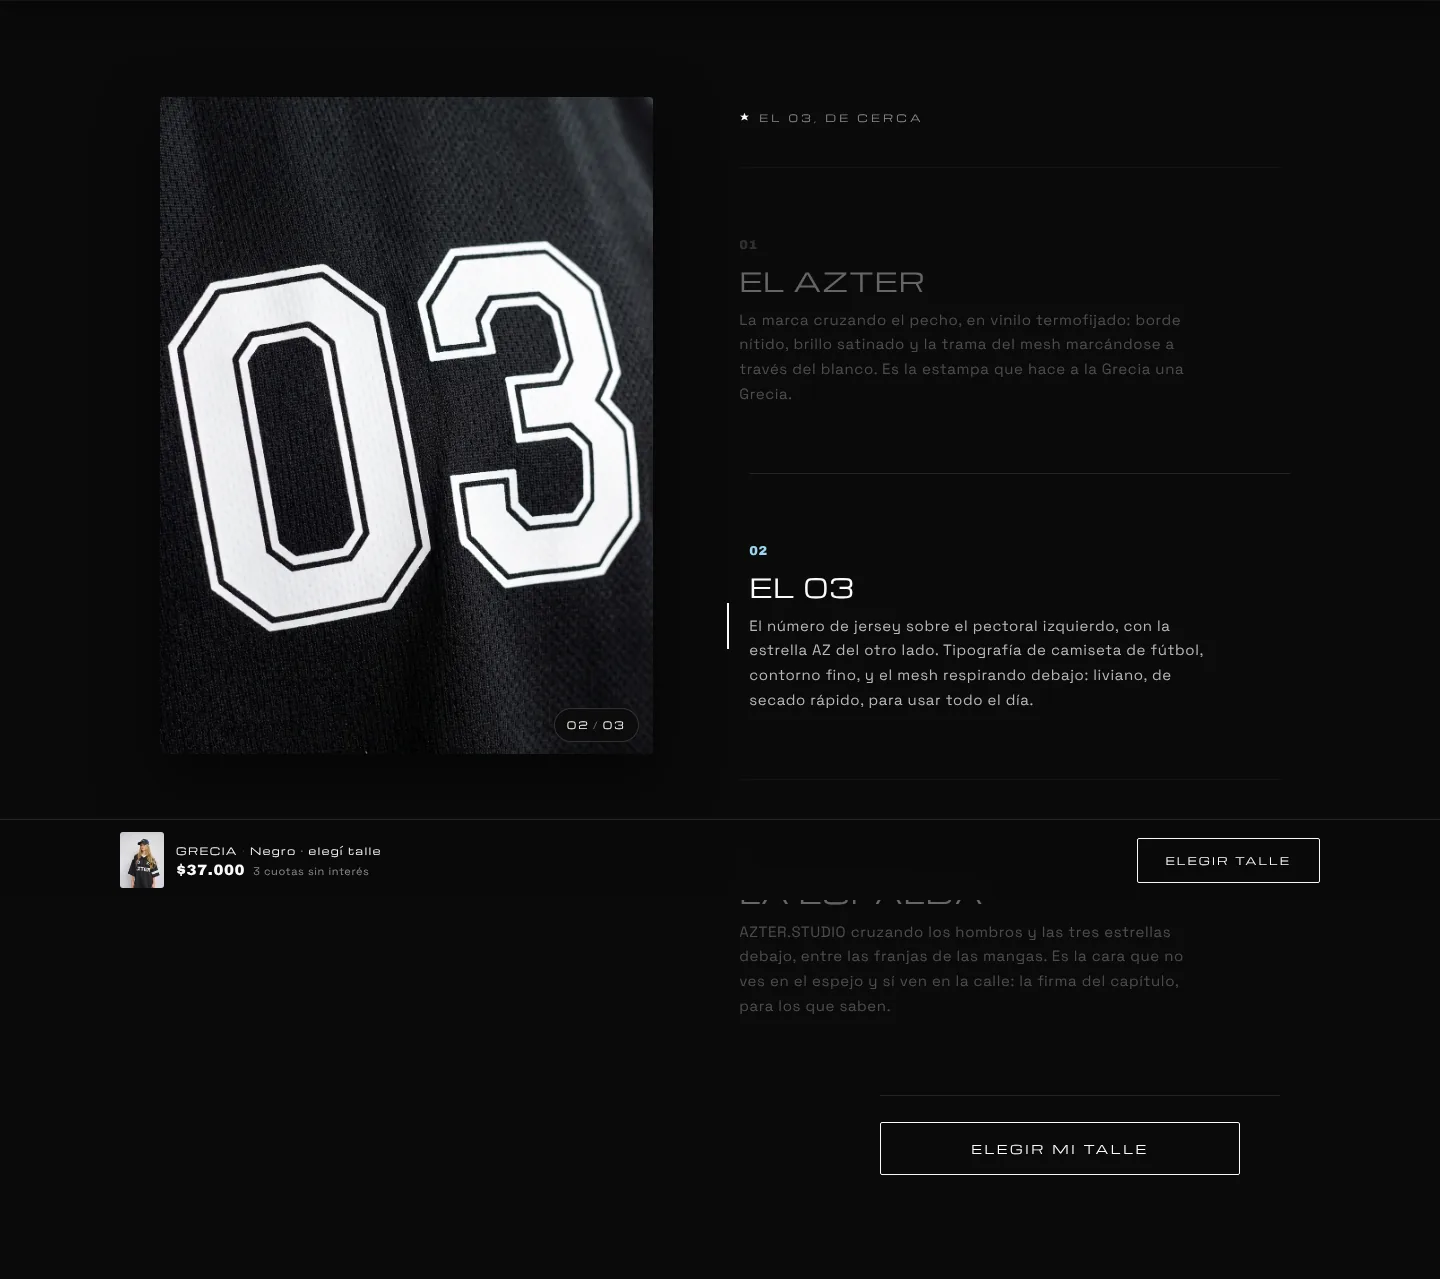 ★ EL 03, DE CERCA
01
EL AZTER
La marca cruzando el pecho, en vinilo termofijado: borde
nítido, brillo satinado y la trama del mesh marcándose a
través del blanco. Es la estampa que hace a la Grecia una
Grecia.
03
02
EL 03
El número de jersey sobre el pectoral izquierdo, con la
estrella AZ del otro lado. Tipografía de camiseta de fútbol,
contorno fino, y el mesh respirando debajo: liviano, de
secado rápido, para usar todo el día.
02 / 03
GRECIA · Negro · elegí talle
$37.000 3 cuotas sin interés
ELEGIR TALLE
LA ESPALDA
AZTER.STUDIO cruzando los hombros y las tres estrellas
debajo, entre las franjas de las mangas. Es la cara que no
ves en el espejo y sí ven en la calle: la firma del capítulo,
para los que saben.
ELEGIR MI TALLE